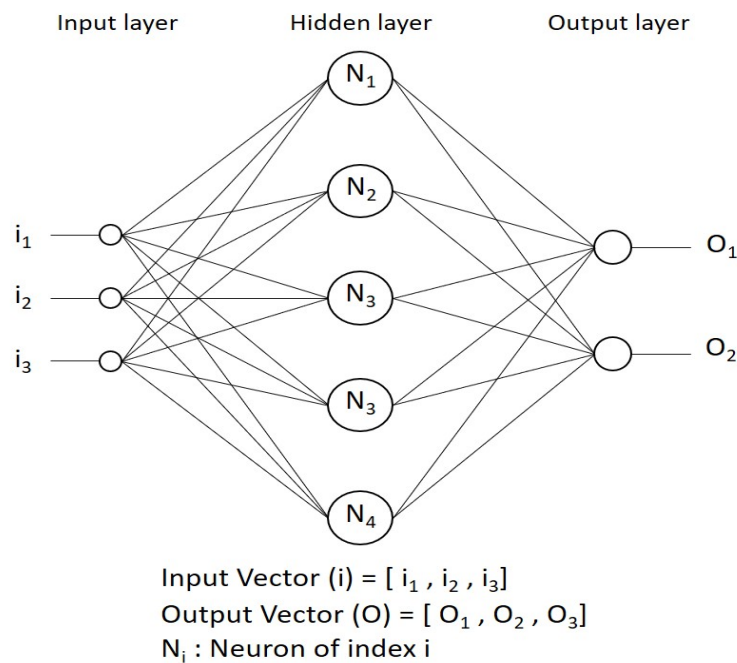 Input layer Hidden layer Output layer
N₁
N₂
i₁
O₁
i₂
N₃
O₂
i₃
N₃
N₄
Input Vector (i) = [ i₁ , i₂ , i₃]
Output Vector (O) = [ O₁ , O₂ , O₃]
Nᵢ : Neuron of index i